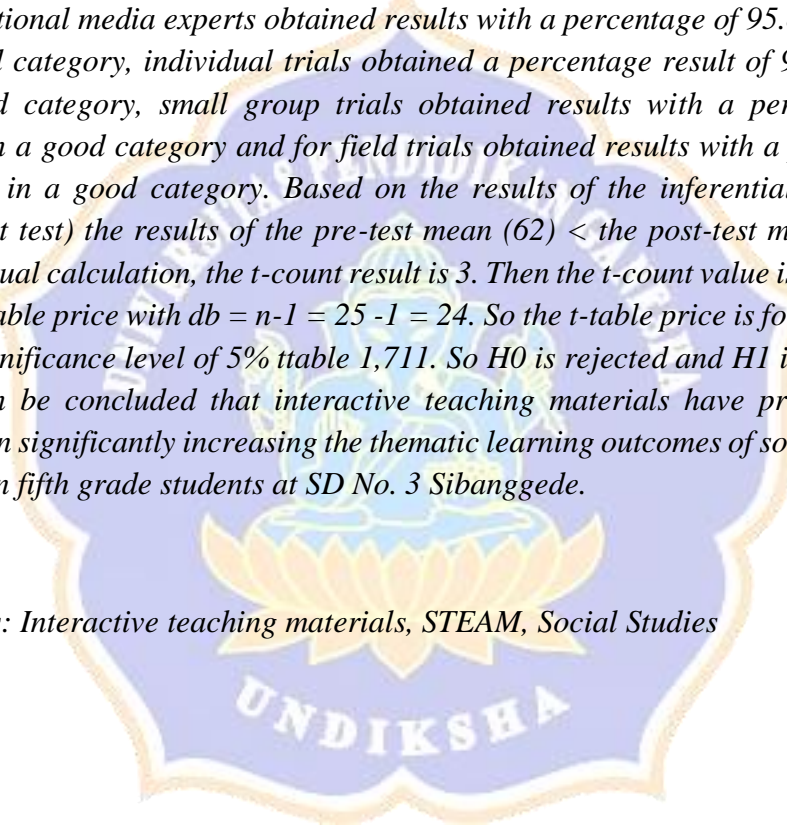 tional media experts obtained results with a percentage of 95.
l category, individual trials obtained a percentage result of 9
d category, small group trials obtained results with a per
n a good category and for field trials obtained results with a
in a good category. Based on the results of the inferential
t test) the results of the pre-test mean (62) < the post-test m
ual calculation, the t-count result is 3. Then the t-count value i
able price with db = n-1 = 25 -1 = 24. So the t-table price is fo
nificance level of 5% ttable 1,711. So H0 is rejected and H1 i
n be concluded that interactive teaching materials have pr
n significantly increasing the thematic learning outcomes of so
n fifth grade students at SD No. 3 Sibanggede.
: Interactive teaching materials, STEAM, Social Studies
UNIVERSITAS PENDIDIKAN GANESHA
UNDIKSHA